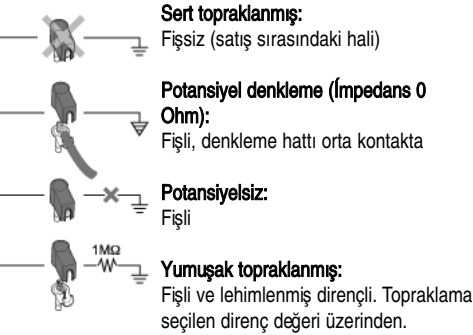 Sert topraklanmış:
Fişsiz (satış sırasındaki hali)
Potansiyel denkleme (Ímpedans 0
Ohm):
Fişli, denkleme hattı orta kontakta
Potansiyelsiz:
Fişli
1MΩ
Yumuşak topraklanmış:
Fişli ve lehimlenmiş dirençli. Topraklama
seçilen direnç değeri üzerinden.